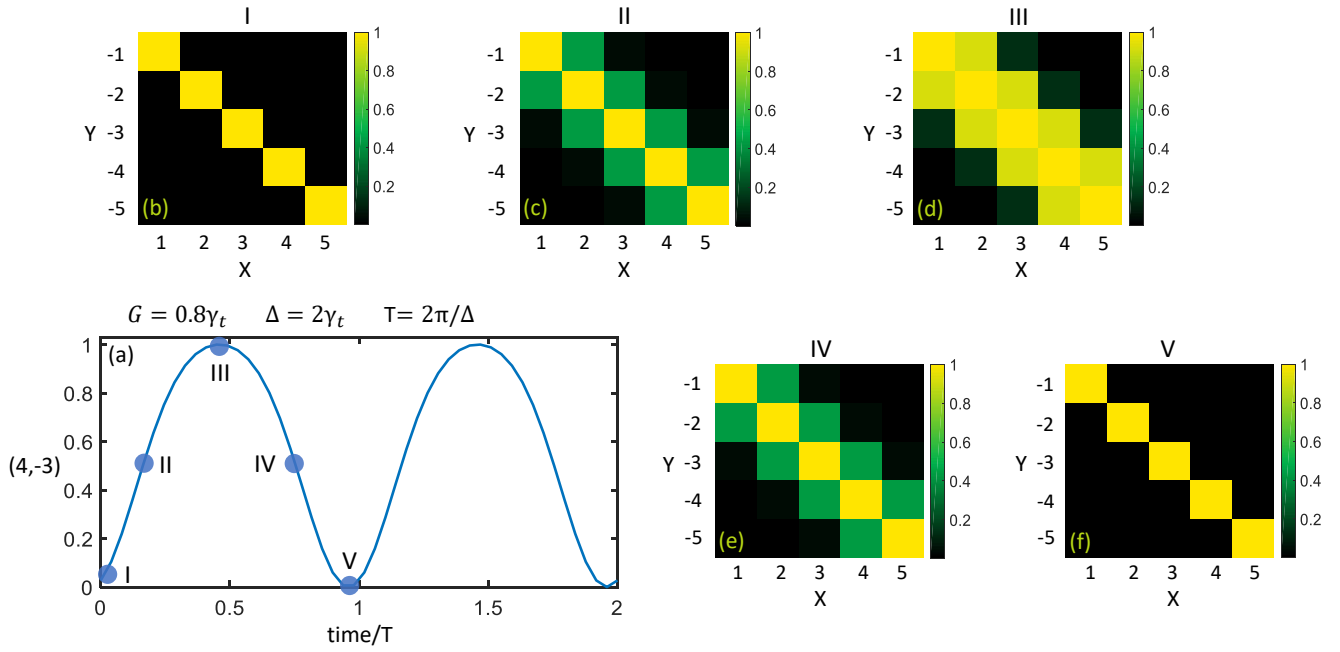 I
II
III
-1
-2
Y -3
-4
-5
(b)
1 2 3 4 5
X
1
0.8
0.6
0.4
0.2
-1
-2
Y -3
-4
-5
(c)
1 2 3 4 5
X
1
0.8
0.6
0.4
0.2
-1
-2
Y -3
-4
-5
(d)
1 2 3 4 5
X
1
0.8
0.6
0.4
0.2
G = 0.8γₜ Δ = 2γₜ T= 2π/Δ
(a)
1
0.8
0.6
(4,-3)
0.4
0.2
0
I
II
III
IV
V
0 0.5 1 1.5 2
time/T
IV
-1
-2
Y -3
-4
-5
(e)
1 2 3 4 5
X
1
0.8
0.6
0.4
0.2
V
-1
-2
Y -3
-4
-5
(f)
1 2 3 4 5
X
1
0.8
0.6
0.4
0.2